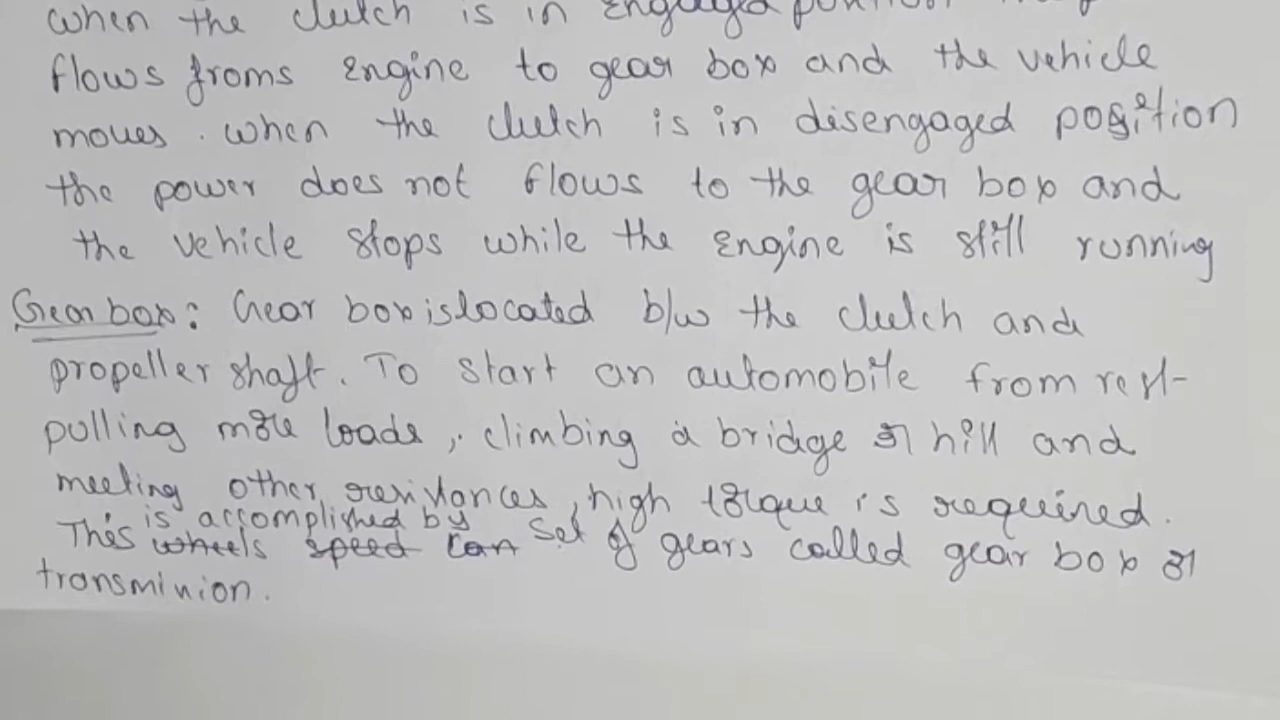 when the clutch is in Engaged position
flows froms Engine to gear box and the vehicle
moves. when the clutch is in disengaged position
the power does not flows to the gear box and
the vehicle stops while the Engine is still running
Gear box: Gear box is located b/w the clutch and
propeller shaft. To start an automobile from rest-
pulling more loads, climbing a bridge or hill and
meeting other resistances, high torque is required.
is accomplished by
This wheels speed can set of gears called gear box or
transmission.